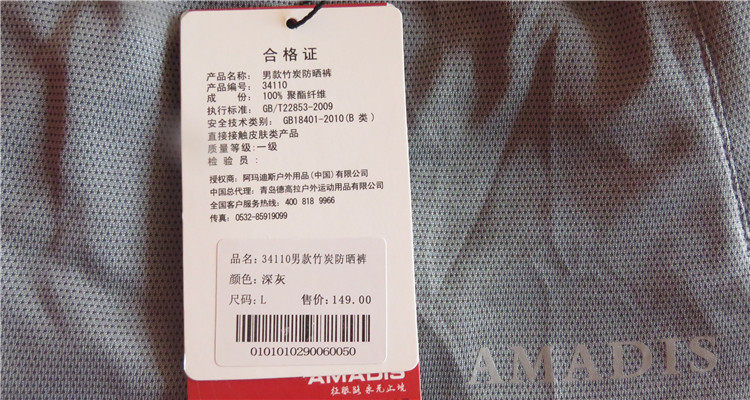 合格证
产品名称: 男款竹炭防晒裤
产品编号: 34110
成 份: 100% 聚酯纤维
执行标准: GB/T22853-2009
安全技术类别: GB18401-2010(B 类)
直接接触皮肤类产品
质量等级:一级
检 验 员:
授权商: 阿玛迪斯户外用品(中国)有限公司
中国总代理: 青岛德高拉户外运动用品有限公司
全国客户服务热线: 400 818 9966
传真: 0532-85919099
品名: 34110男款竹炭防晒裤
颜色: 深灰
尺码: L 售价: 149.00
0101010290060050
AMADIS
征服鼓 永无止境
AMADIS